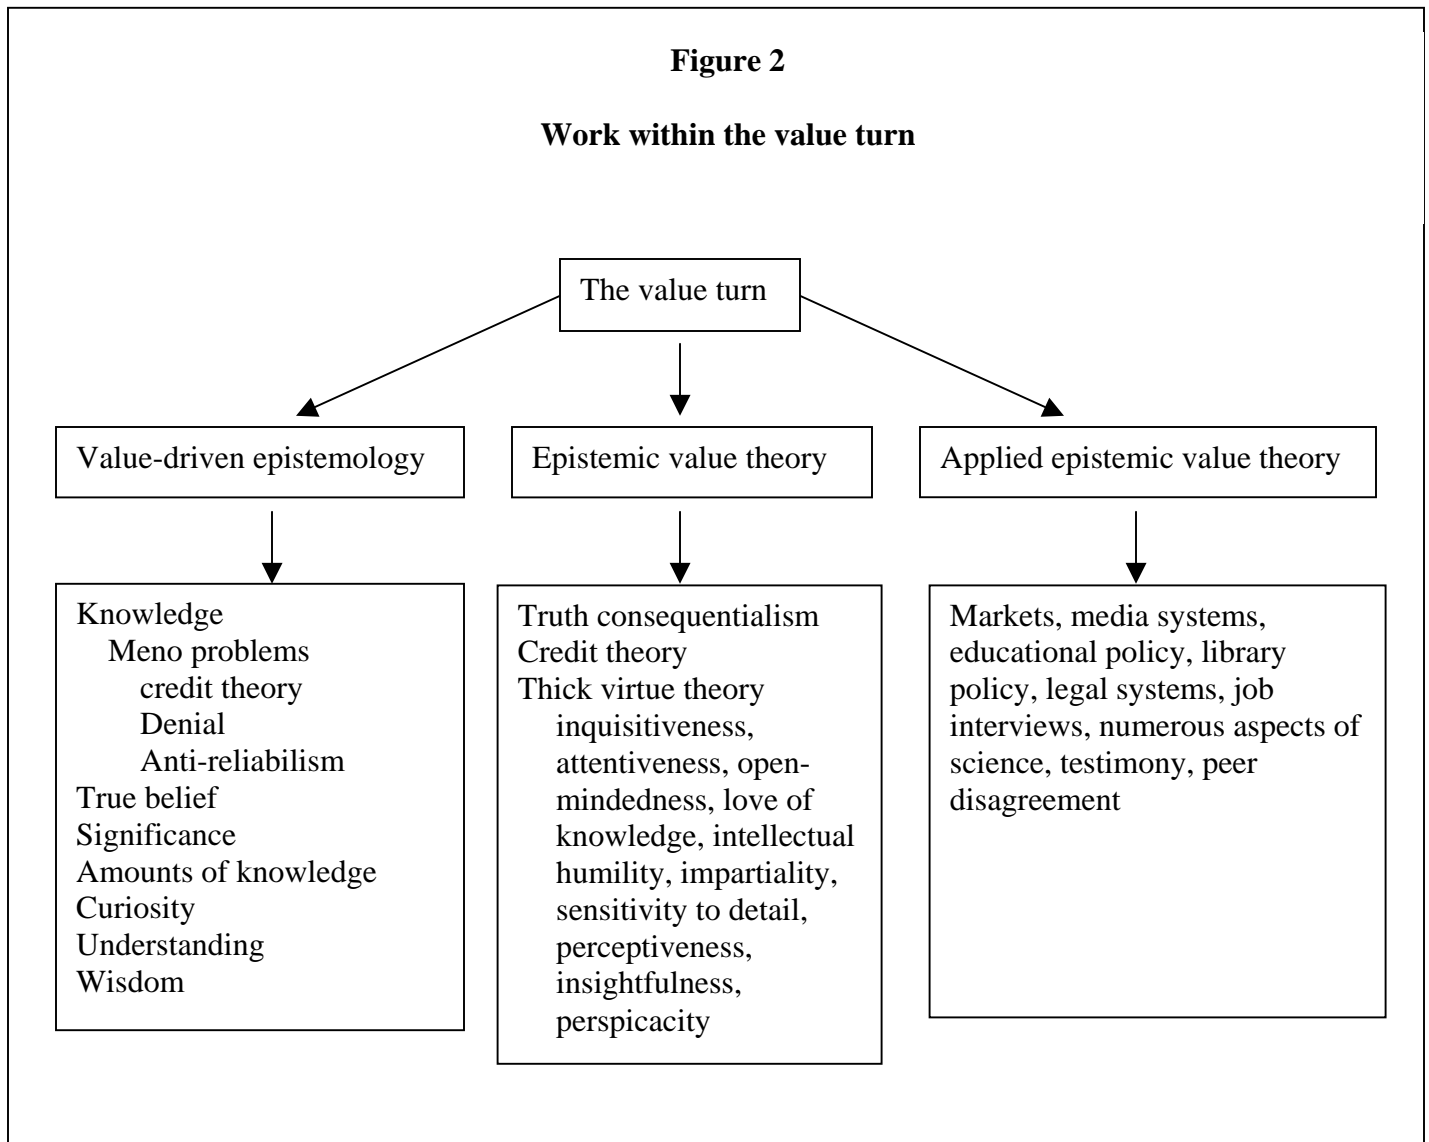 Figure 2
Work within the value turn
The value turn
Value-driven epistemology
Epistemic value theory
Applied epistemic value theory
Knowledge
Meno problems
credit theory
Denial
Anti-reliabilism
True belief
Significance
Amounts of knowledge
Curiosity
Understanding
Wisdom
Truth consequentialism
Credit theory
Thick virtue theory
inquisitiveness,
attentiveness, open-
mindedness, love of
knowledge, intellectual
humility, impartiality,
sensitivity to detail,
perceptiveness,
insightfulness,
perspicacity
Markets, media systems,
educational policy, library
policy, legal systems, job
interviews, numerous aspects of
science, testimony, peer
disagreement